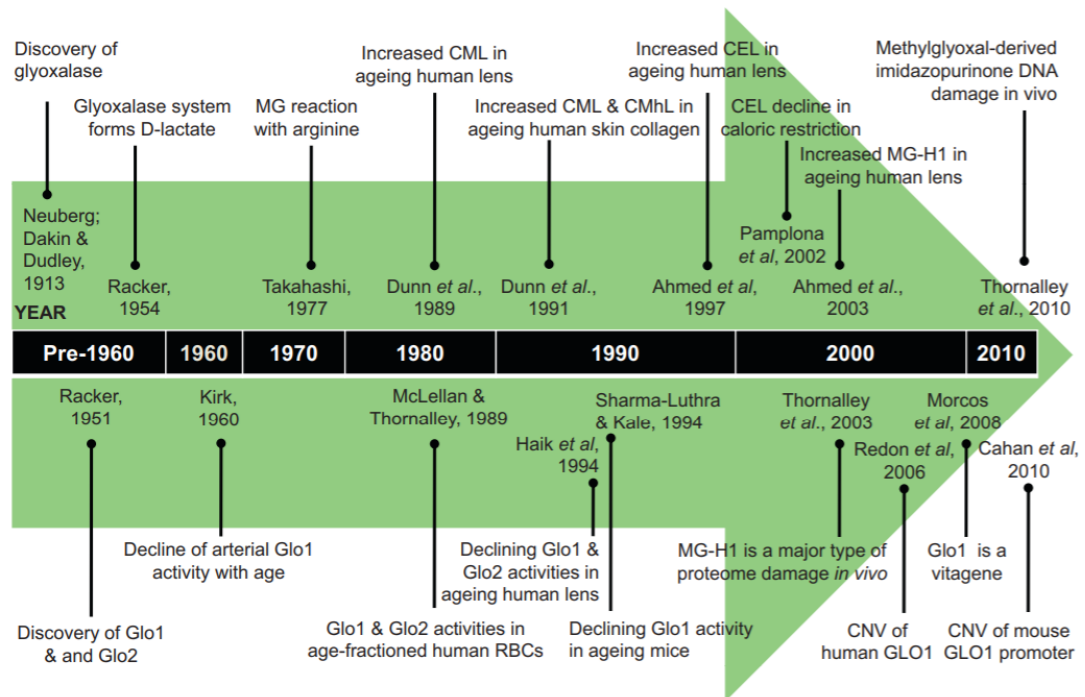 Discovery of
glyoxalase
Glyoxalase system
forms D-lactate
MG reaction
with arginine
Increased CML in
ageing human lens
Increased CML & CMhL in
ageing human skin collagen
Increased CEL in
ageing human lens
CEL decline in
caloric restriction
Increased MG-H1 in
ageing human lens
Methylglyoxal-derived
imidazopurinone DNA
damage in vivo
Neuberg;
Dakin &
Dudley,
1913
Racker,
1954
Takahashi,
1977
Dunn et al.,
1989
Dunn et al.,
1991
Ahmed et al,
1997
Pamplona
et al, 2002
Ahmed et al.,
2003
Thornalley
et al., 2010
YEAR
Pre-1960 1960 1970 1980 1990 2000 2010
Racker,
1951
Kirk,
1960
McLellan &
Thornalley, 1989
Haik et al,
1994
Sharma-Luthra
& Kale, 1994
Thornalley
et al., 2003
Redon et al,
2006
Morcos
et al, 2008
Cahan et al,
2010
Discovery of Glo1
& and Glo2
Decline of arterial Glo1
activity with age
Glo1 & Glo2 activities in
age-fractioned human RBCs
Declining Glo1 &
Glo2 activities in
ageing human lens
Declining Glo1 activity
in ageing mice
MG-H1 is a major type of
proteome damage in vivo
CNV of
human GLO1
Glo1 is a
vitagene
CNV of mouse
GLO1 promoter